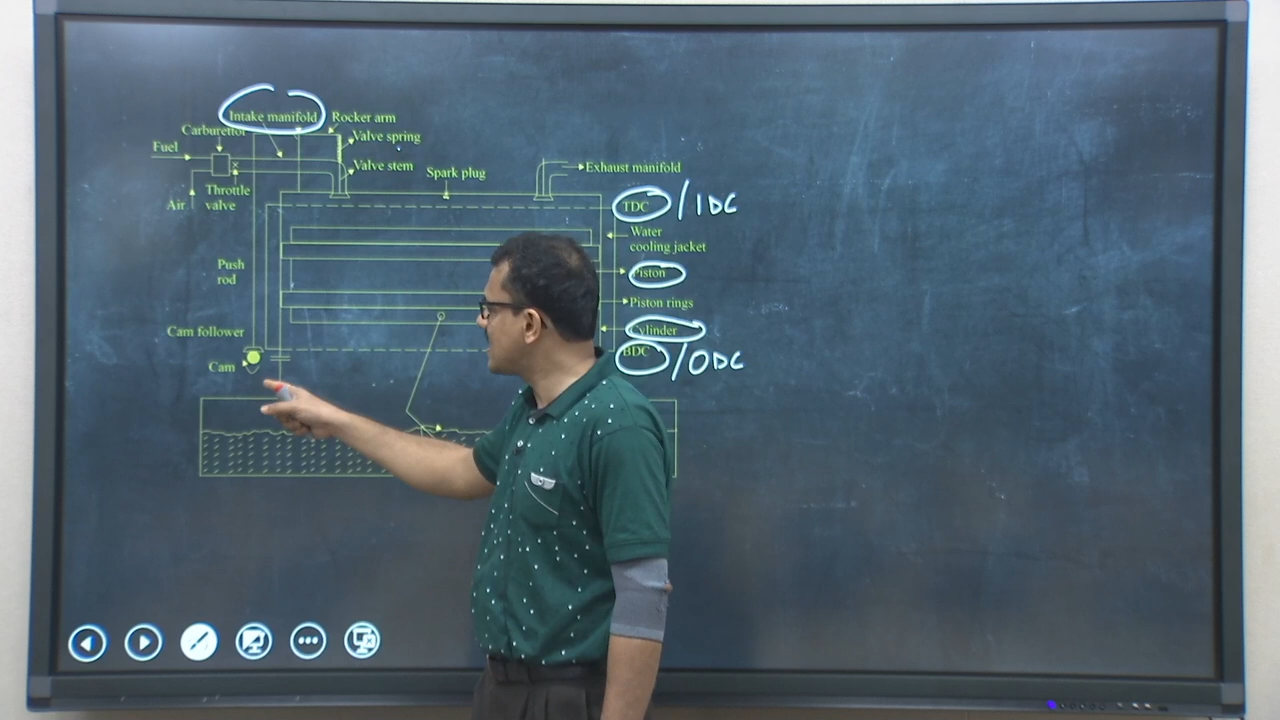 Intake manifold
Rocker arm
Carburettor
Valve spring
Fuel
Valve stem
Spark plug
Exhaust manifold
Throttle
valve
Air
TDC / IDC
Water
cooling jacket
Push
rod
Piston
Piston rings
Cam follower
Cylinder
BDC / ODC
Cam